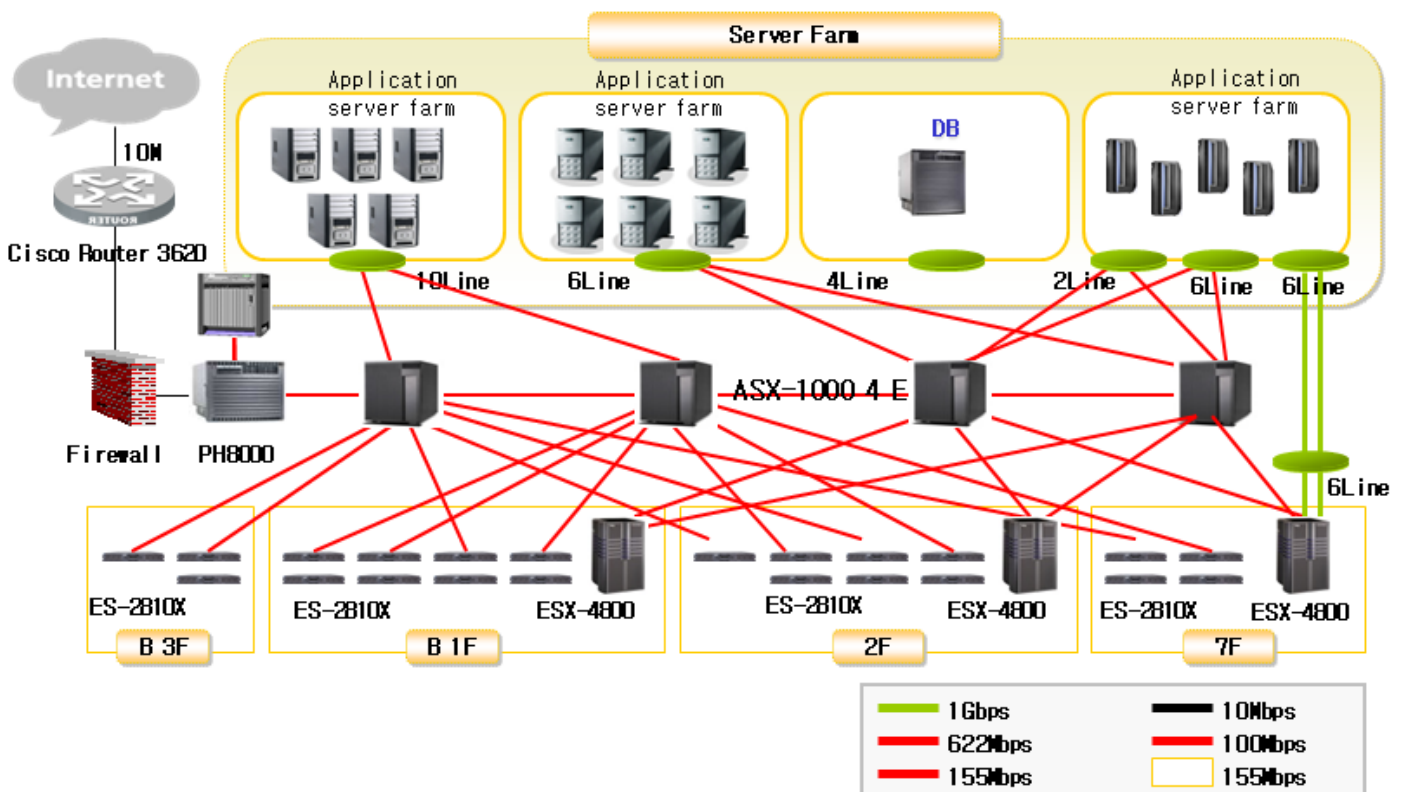 Server Farm
Internet
Application
server farm
Application
server farm
DB
Application
server farm
10M
ROUTER
Cisco Router 3620
10Line
6Line
4Line
2Line
6Line
6Line
ASX-1000 4 E
Firewall
PH8000
6Line
ES-2810X
ES-2810X
ESX-4800
ES-2810X
ESX-4800
ES-2810X
ESX-4800
B 3F
B 1F
2F
7F
1Gbps
10Mbps
622Mbps
100Mbps
155Mbps
155Mbps